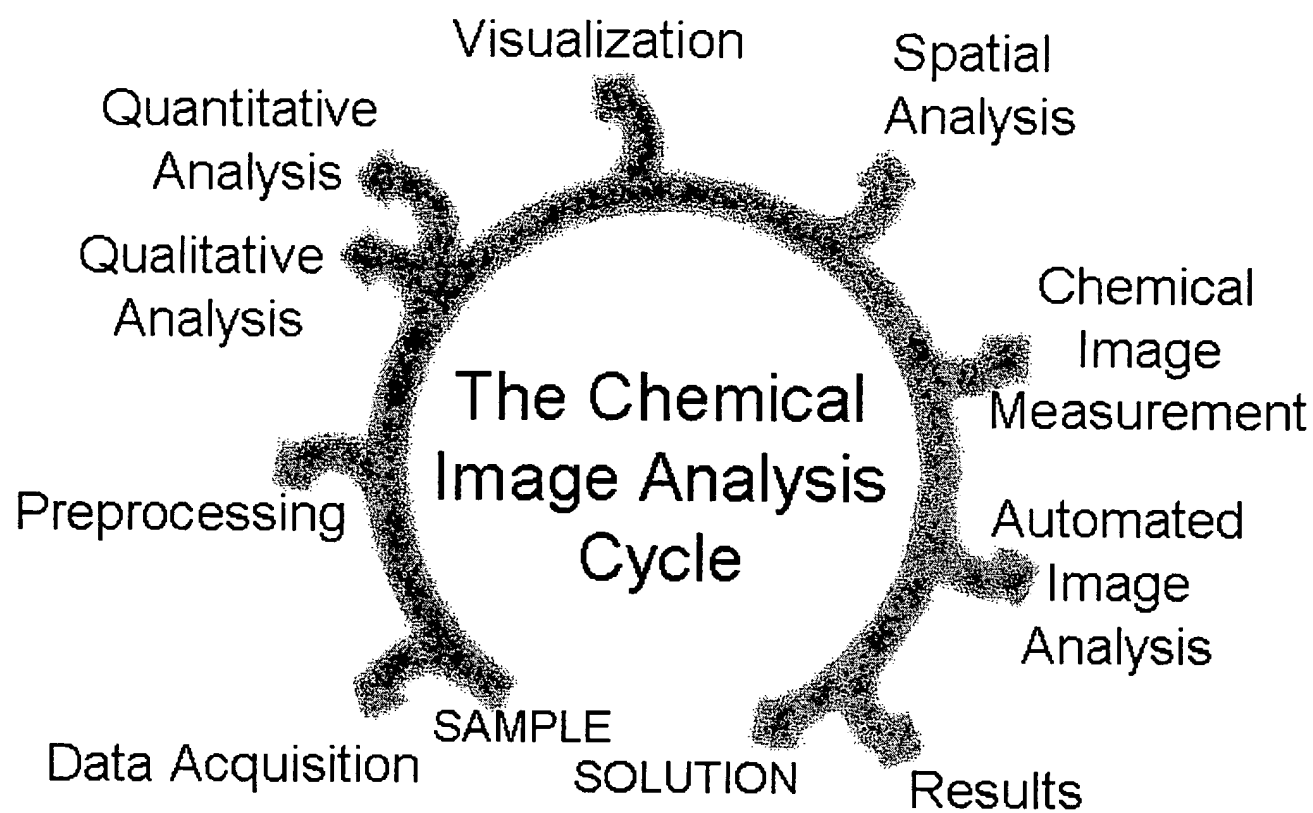 Visualization
Spatial
Analysis
Quantitative
Analysis
Qualitative
Analysis
Chemical
Image
Measurement
The Chemical
Image Analysis
Cycle
Preprocessing
Automated
Image
Analysis
Data Acquisition
SAMPLE
SOLUTION
Results